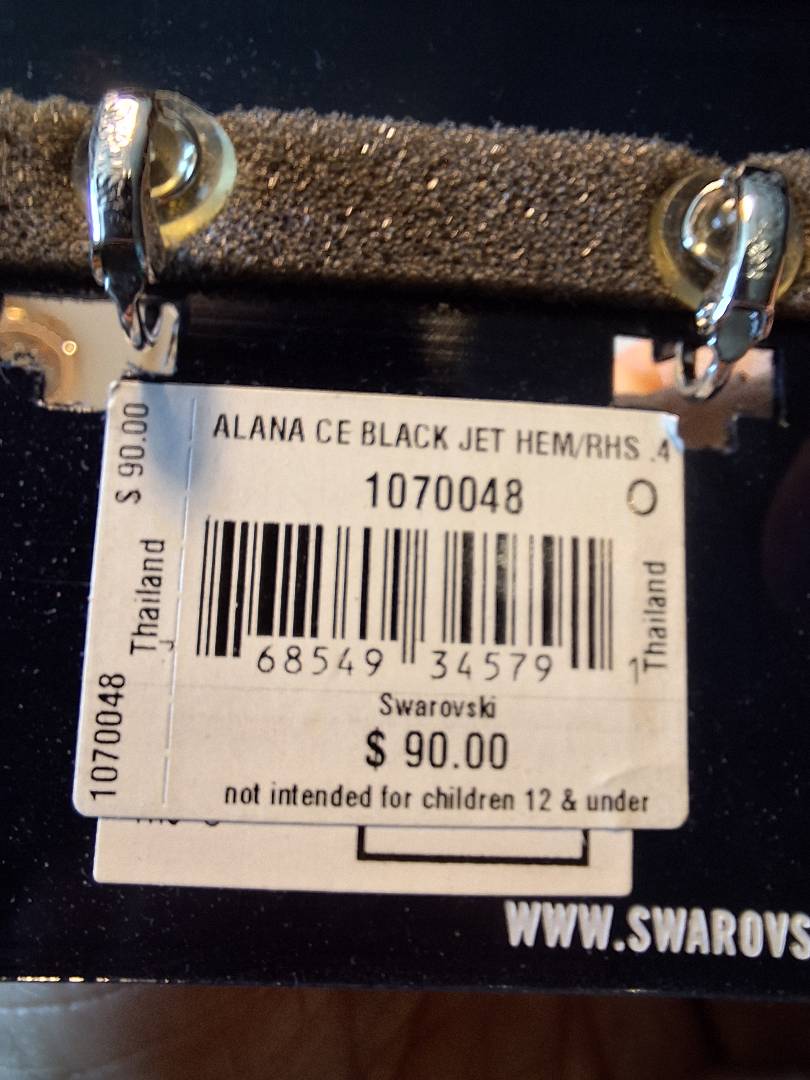 ALANA CE BLACK JET HEM/RHS .4
1070048 O
68549 34579 1
Swarovski
$ 90.00
not intended for children 12 & under
$ 90.00
Thailand
1070048
Thailand
WWW.SWAROVS